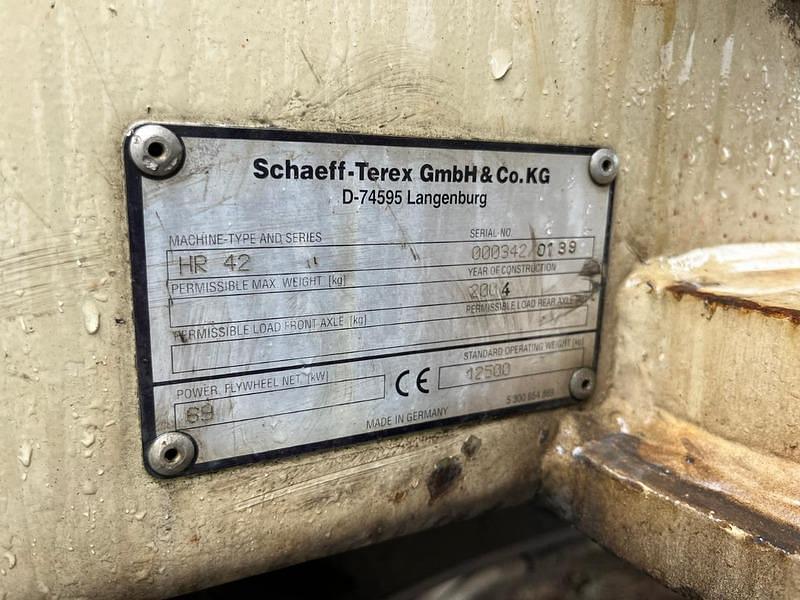 Schaeff-Terex GmbH & Co. KG
D-74595 Langenburg
MACHINE-TYPE AND SERIES
SERIAL-NO.
HR 42
000342/0139
PERMISSIBLE MAX. WEIGHT [kg]
YEAR OF CONSTRUCTION
2004
PERMISSIBLE LOAD FRONT AXLE [kg]
PERMISSIBLE LOAD REAR AXLE
POWER, FLYWHEEL NET. [kW]
STANDARD OPERATING WEIGHT [kg]
69
CE
12500
MADE IN GERMANY